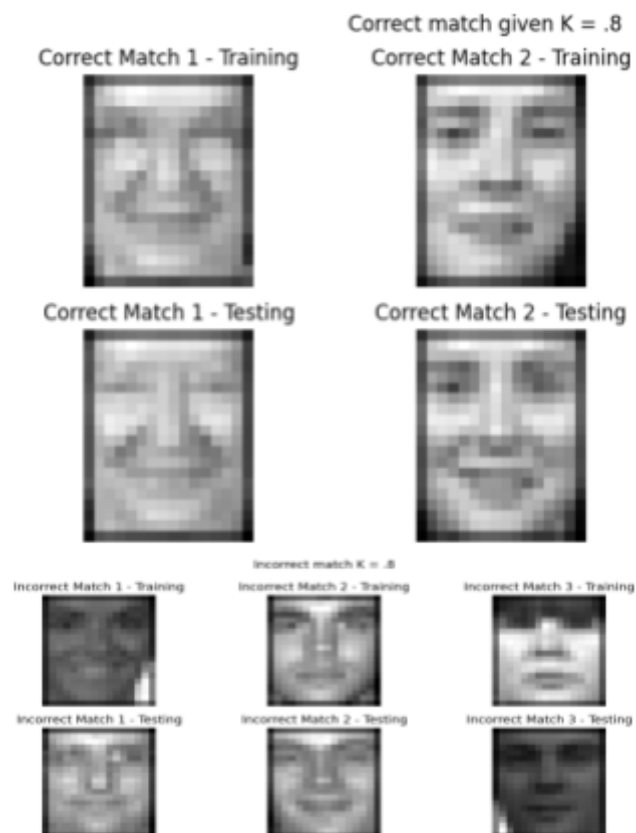 Correct match given K = .8
Correct Match 1 - Training
Correct Match 2 - Training
Correct Match 1 - Testing
Correct Match 2 - Testing
Incorrect match K = .8
Incorrect Match 1 - Training
Incorrect Match 2 - Training
Incorrect Match 3 - Training
Incorrect Match 1 - Testing
Incorrect Match 2 - Testing
Incorrect Match 3 - Testing